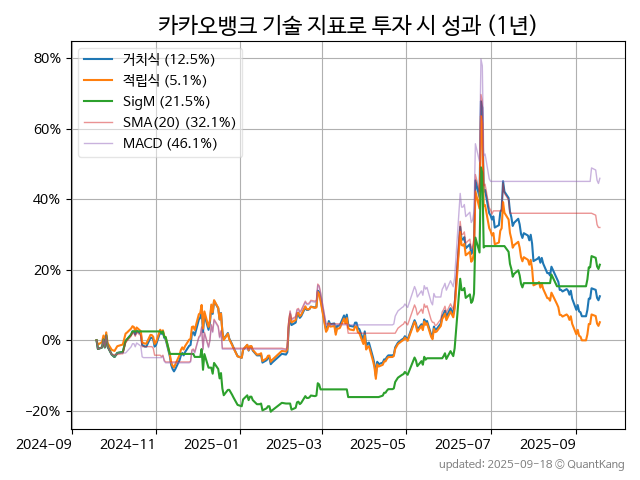 카카오뱅크 기술 지표로 투자 시 성과 (1년)
거치식 (12.5%)
적립식 (5.1%)
SigM (21.5%)
SMA(20) (32.1%)
MACD (46.1%)
80%
60%
40%
20%
0%
−20%
2024-09 2024-11 2025-01 2025-03 2025-05 2025-07 2025-09
updated: 2025-09-18 © QuantKang